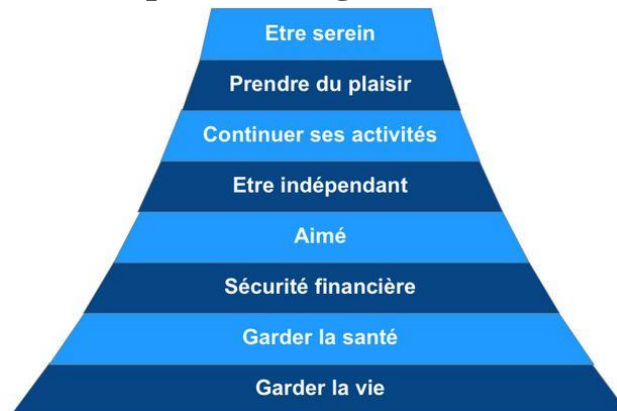 Etre serein
Prendre du plaisir
Continuer ses activités
Etre indépendant
Aimé
Sécurité financière
Garder la santé
Garder la vie